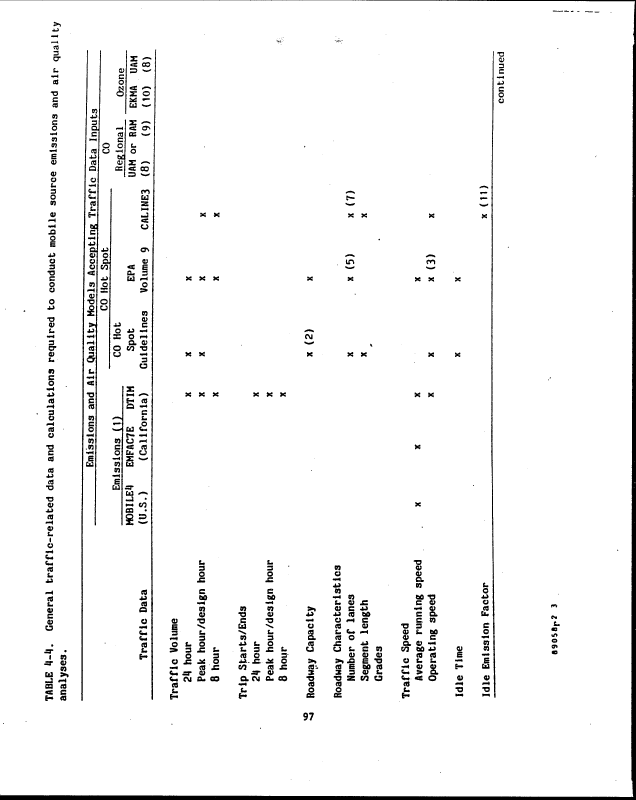 TABLE 4-4. General traffic-related data and calculations required to conduct mobile source emissions and air quality
analyses.
Emissions and Air Quality Models Accepting Traffic Data Inputs
CO Hot Spot CO
Emissions (1) CO Hot Regional Ozone
MOBILE4 EMFAC7E DTIM Spot EPA UAM or RAM EKMA UAM
Traffic Data (U.S.) (California) Guidelines Volume 9 CALINE3 (8) (9) (10) (8)
Traffic Volume
24 hour x x x
Peak hour/design hour x x x x
8 hour x x x
Trip Starts/Ends
24 hour x
Peak hour/design hour x
8 hour x
Roadway Capacity x (2) x
Roadway Characteristics
Number of lanes x x (5) x (7)
Segment length x x
Grades
Traffic Speed
Average running speed x x x x
Operating speed x x x (3) x
Idle Time x x
Idle Emission Factor x (11)
continued
97
89058r2 3